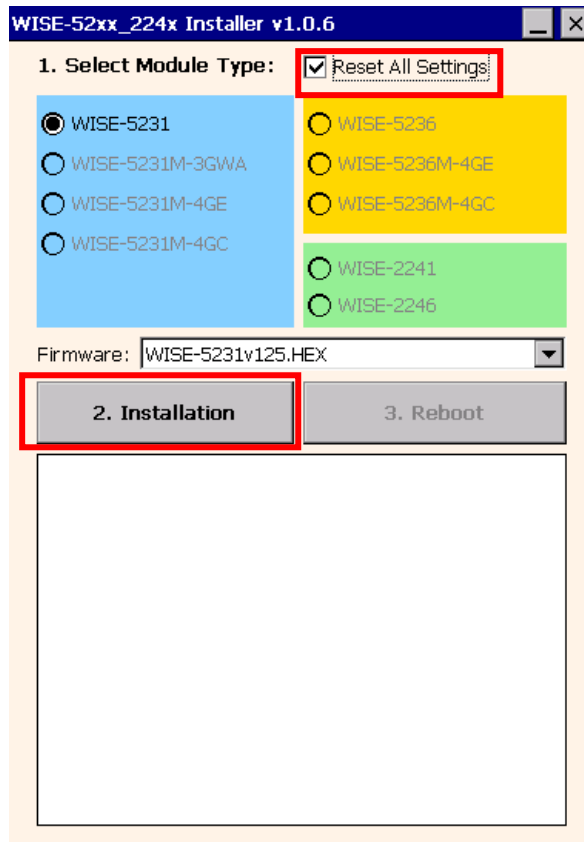 WISE-52xx_224x Installer v1.0.6
1. Select Module Type:
Reset All Settings
WISE-5231
WISE-5231M-3GWA
WISE-5231M-4GE
WISE-5231M-4GC
WISE-5236
WISE-5236M-4GE
WISE-5236M-4GC
WISE-2241
WISE-2246
Firmware: WISE-5231v125.HEX
2. Installation
3. Reboot